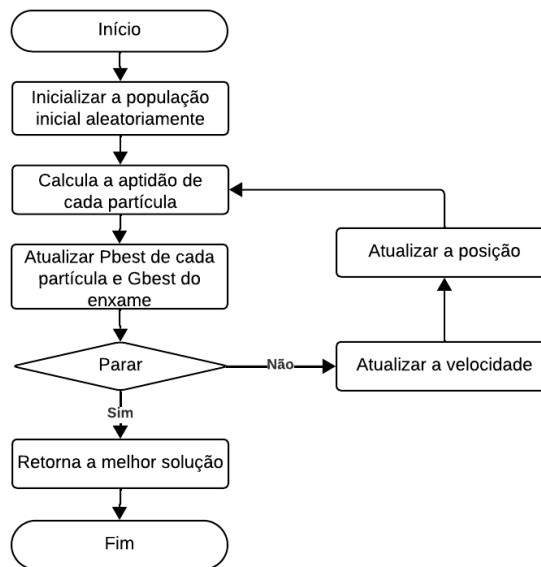 Início
Inicializar a população
inicial aleatoriamente
Calcula a aptidão de
cada partícula
Atualizar a posição
Atualizar Pbest de cada
partícula e Gbest do
enxame
Parar
Não
Atualizar a velocidade
Sim
Retorna a melhor solução
Fim